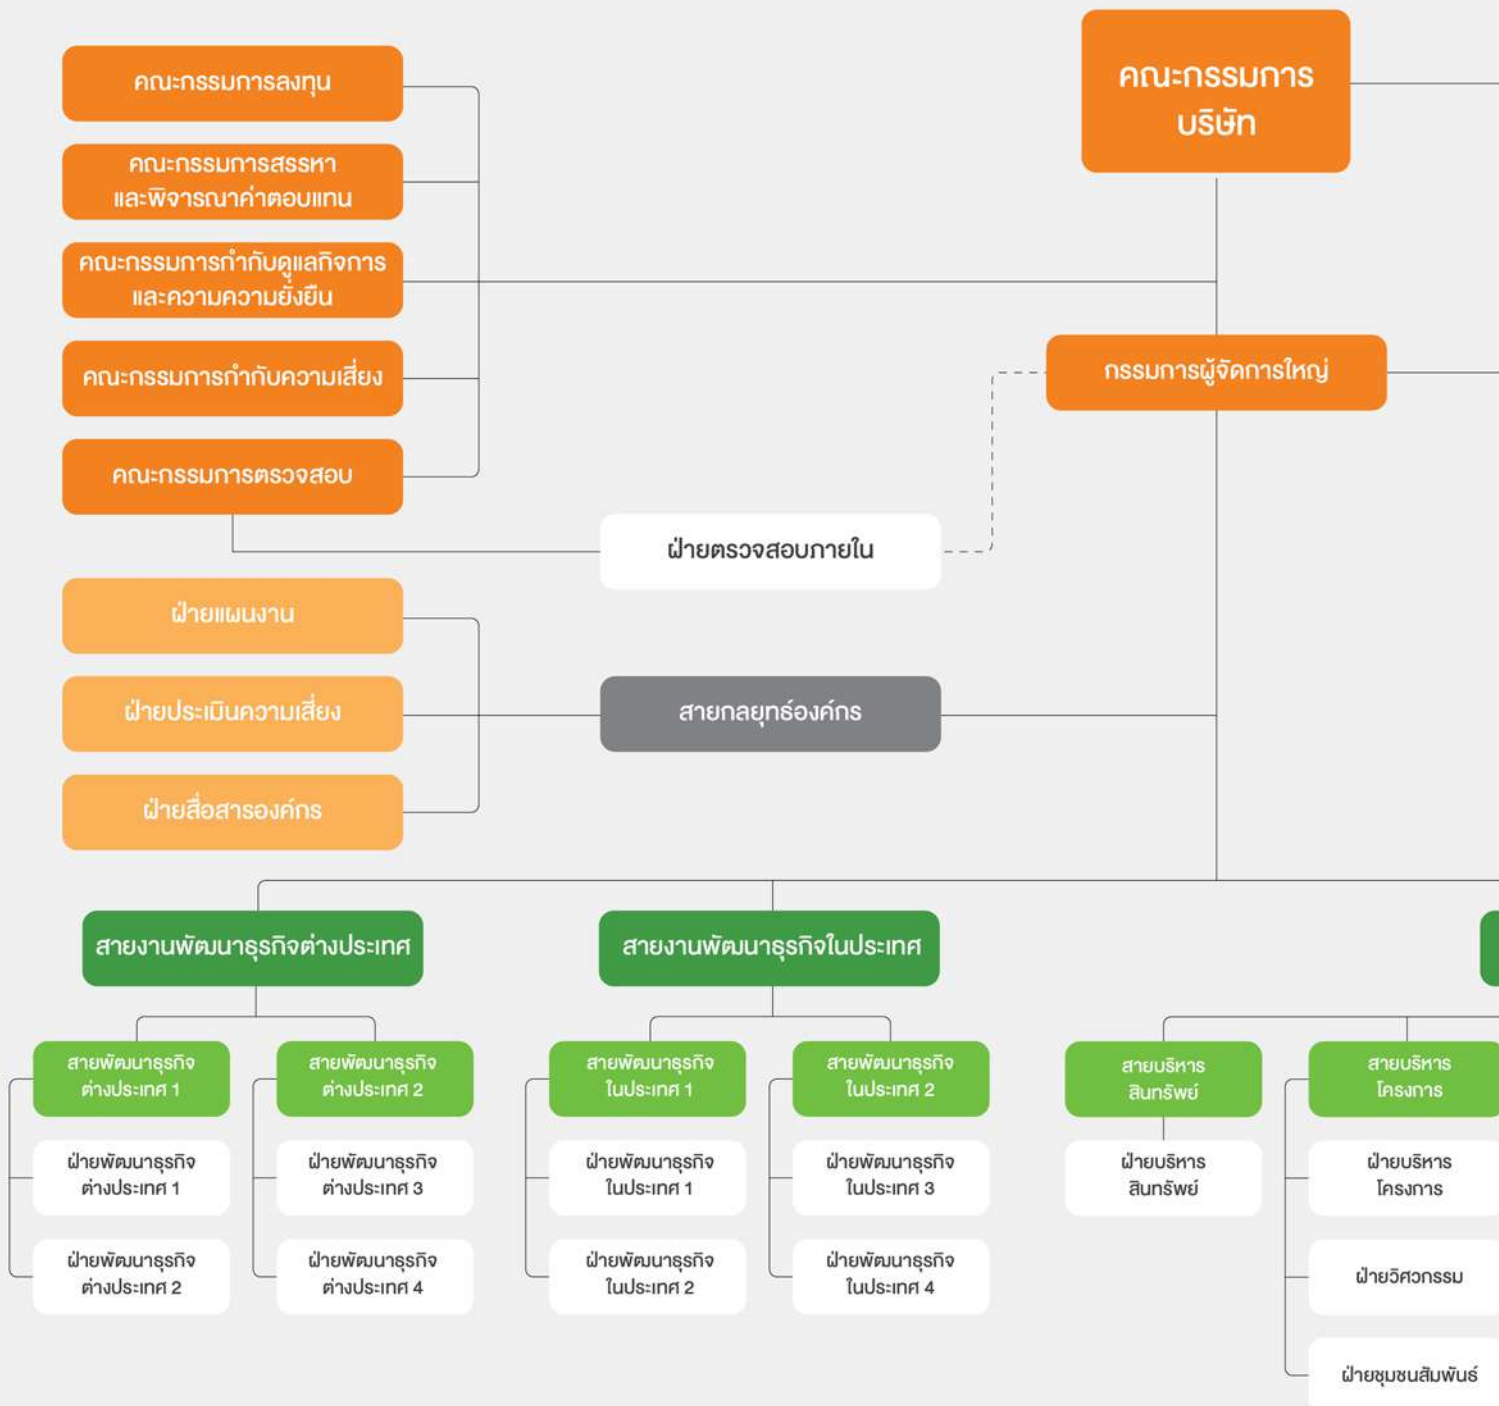 คณะกรรมการ
บริษัท
คณะกรรมการลงทุน
คณะกรรมการสรรหา
และพิจารณาค่าตอบแทน
คณะกรรมการกำกับดูแลกิจการ
และความความยั่งยืน
คณะกรรมการกำกับความเสี่ยง
คณะกรรมการตรวจสอบ
กรรมการผู้จัดการใหญ่
ฝ่ายตรวจสอบภายใน
ฝ่ายแผนงาน
ฝ่ายประเมินความเสี่ยง
ฝ่ายสื่อสารองค์กร
สายกลยุทธ์องค์กร
สายงานพัฒนาธุรกิจต่างประเทศ
สายพัฒนาธุรกิจ
ต่างประเทศ 1
ฝ่ายพัฒนาธุรกิจ
ต่างประเทศ 1
ฝ่ายพัฒนาธุรกิจ
ต่างประเทศ 2
สายพัฒนาธุรกิจ
ต่างประเทศ 2
ฝ่ายพัฒนาธุรกิจ
ต่างประเทศ 3
ฝ่ายพัฒนาธุรกิจ
ต่างประเทศ 4
สายงานพัฒนาธุรกิจในประเทศ
สายพัฒนาธุรกิจ
ในประเทศ 1
ฝ่ายพัฒนาธุรกิจ
ในประเทศ 1
ฝ่ายพัฒนาธุรกิจ
ในประเทศ 2
สายพัฒนาธุรกิจ
ในประเทศ 2
ฝ่ายพัฒนาธุรกิจ
ในประเทศ 3
ฝ่ายพัฒนาธุรกิจ
ในประเทศ 4
สายบริหาร
สินทรัพย์
ฝ่ายบริหาร
สินทรัพย์
สายบริหาร
โครงการ
ฝ่ายบริหาร
โครงการ
ฝ่ายวิศวกรรม
ฝ่ายชุมชนสัมพันธ์